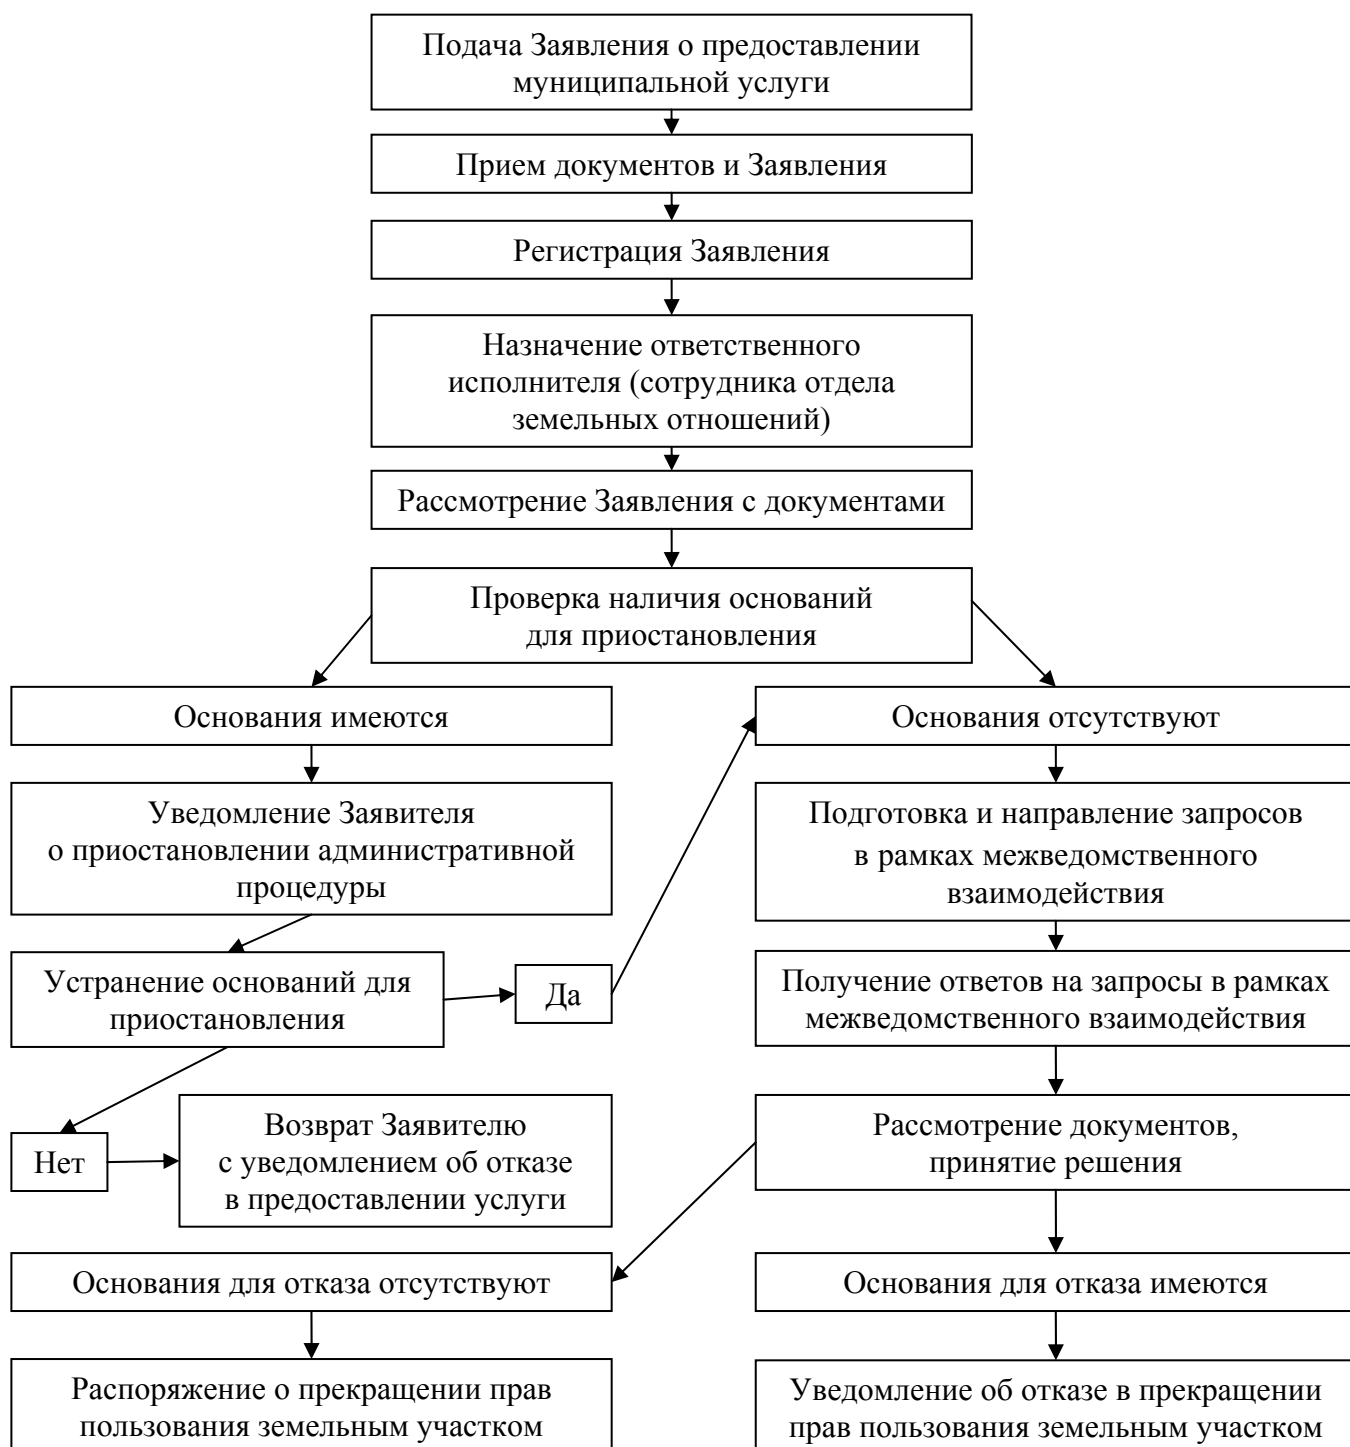 Подача Заявления о предоставлении
муниципальной услуги
Прием документов и Заявления
Регистрация Заявления
Назначение ответственного
исполнителя (сотрудника отдела
земельных отношений)
Рассмотрение Заявления с документами
Проверка наличия оснований
для приостановления
Основания имеются
Основания отсутствуют
Уведомление Заявителя
о приостановлении административной
процедуры
Подготовка и направление запросов
в рамках межведомственного
взаимодействия
Устранение оснований для
приостановления
Да
Получение ответов на запросы в рамках
межведомственного взаимодействия
Нет
Возврат Заявителю
с уведомлением об отказе
в предоставлении услуги
Рассмотрение документов,
принятие решения
Основания для отказа отсутствуют
Основания для отказа имеются
Распоряжение о прекращении прав
пользования земельным участком
Уведомление об отказе в прекращении
прав пользования земельным участком